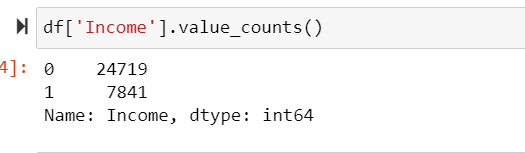 df['Income'].value_counts()
4]: 0    24719
1     7841
Name: Income, dtype: int64